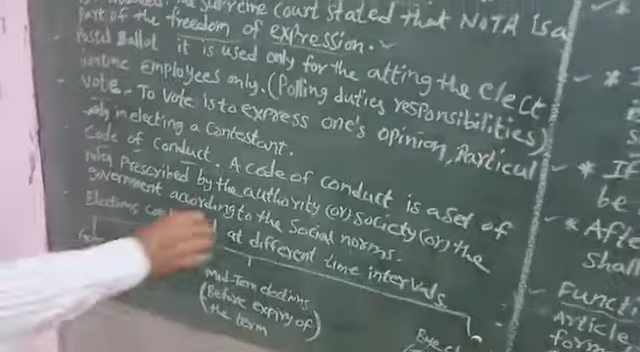 Supreme Court stated that NOTA is a
Part of the freedom of expression.
Postal Ballot it is used only for the atting the elect
employees only. (Polling duties responsibilities)
Vote - To vote is to express one's opinion, Particul
in electing a contestant.
Code of conduct. A code of conduct is a set of
rules prescribed by the authority (or) society (or) the
government according to the social norms.
Elections at different time intervals
Mid-Term elections
(Before expiry of
the term)
* IF
be
* Afte
shall
Funct
Article
form